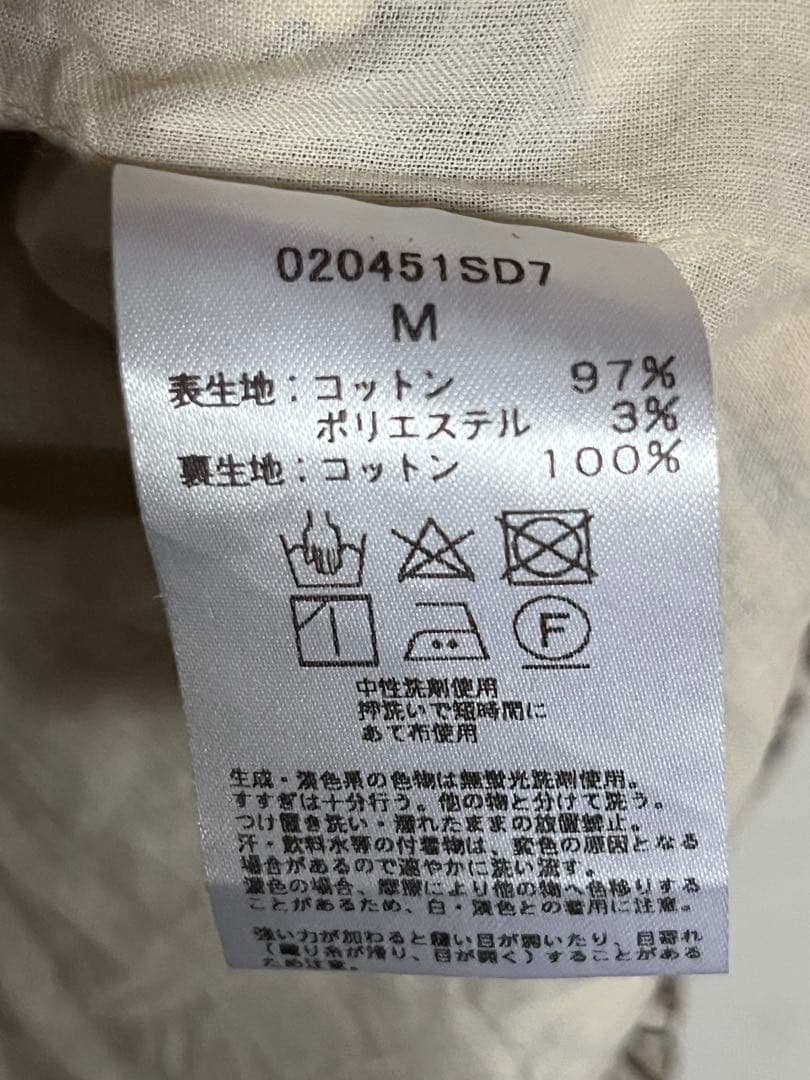 020451SD7
M
表生地：コットン 97%
ポリエステル 3%
裏生地：コットン 100%
F
中性洗剤使用
押洗いで短時間に
あて布使用
生成・淡色系の色物は無蛍光洗剤使用。
すすぎは十分行う。他の物と分けて洗う。
つけ置き洗い・濡れたままの放置禁止。
汗・飲料水等の付着物は、変色の原因となる
場合があるので速やかに洗い流す。
濃色の場合、摩擦により他の物へ色移りする
ことがあるため、白・淡色との着用に注意。
強い力が加わると縫い目が開いたり、目寄れ
（織り糸が滑り、目が開く）することがある
ため注意。